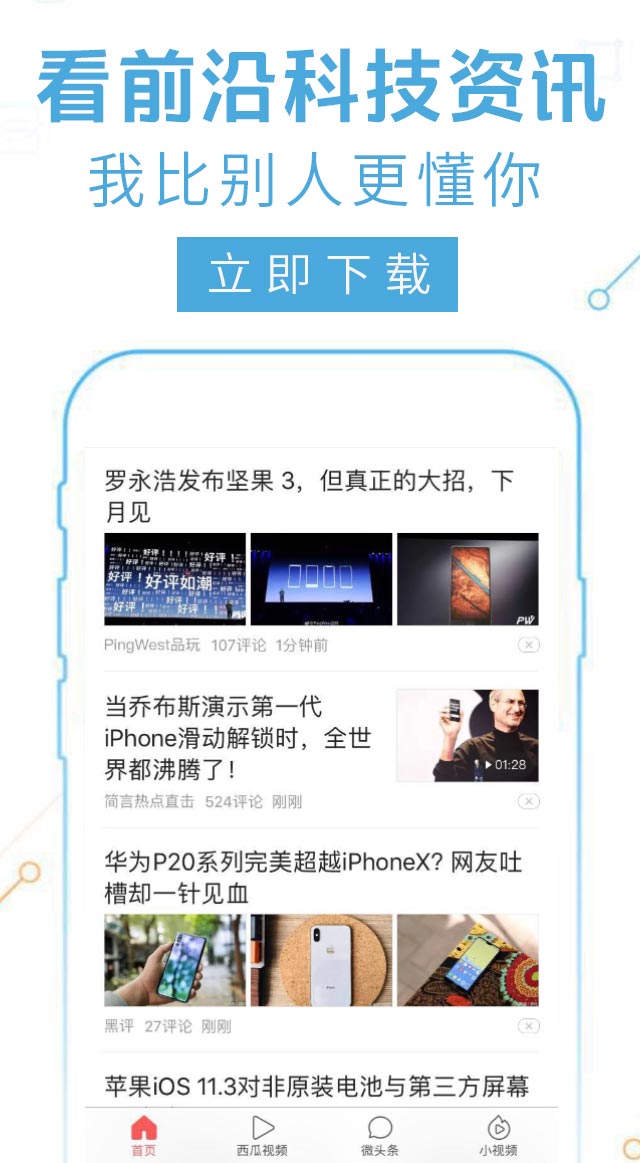 看前沿科技资讯
我比别人更懂你
立即下载
罗永浩发布坚果 3，但真正的大招，下
月见
好评！
好评！
好评！好评如潮
好评！好评！
PW
PingWest品玩 107评论 1分钟前
当乔布斯演示第一代
iPhone滑动解锁时，全世
界都沸腾了！
01:28
简言热点直击 524评论 刚刚
华为P20系列完美超越iPhoneX? 网友吐
槽却一针见血
黑评 27评论 刚刚
苹果iOS 11.3对非原装电池与第三方屏幕
首页 西瓜视频 微头条 小视频